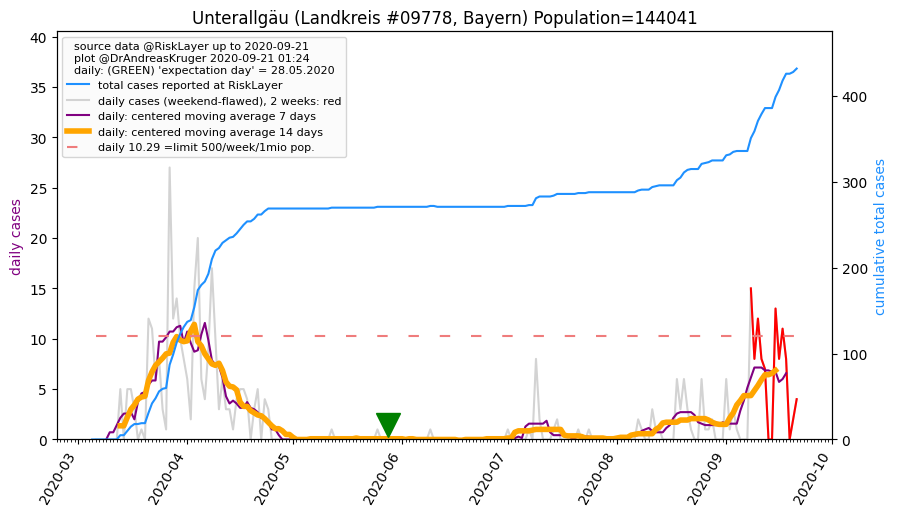 Unterallgäu (Landkreis #09778, Bayern) Population=144041
source data @RiskLayer up to 2020-09-21
plot @DrAndreasKruger 2020-09-21 01:24
daily: (GREEN) 'expectation day' = 28.05.2020
total cases reported at RiskLayer
daily cases (weekend-flawed), 2 weeks: red
daily: centered moving average 7 days
daily: centered moving average 14 days
daily 10.29 =limit 500/week/1mio pop.
daily cases
40
35
30
25
20
15
10
5
0
400
300
200
100
0
cumulative total cases
2020-03
2020-04
2020-05
2020-06
2020-07
2020-08
2020-09
2020-10